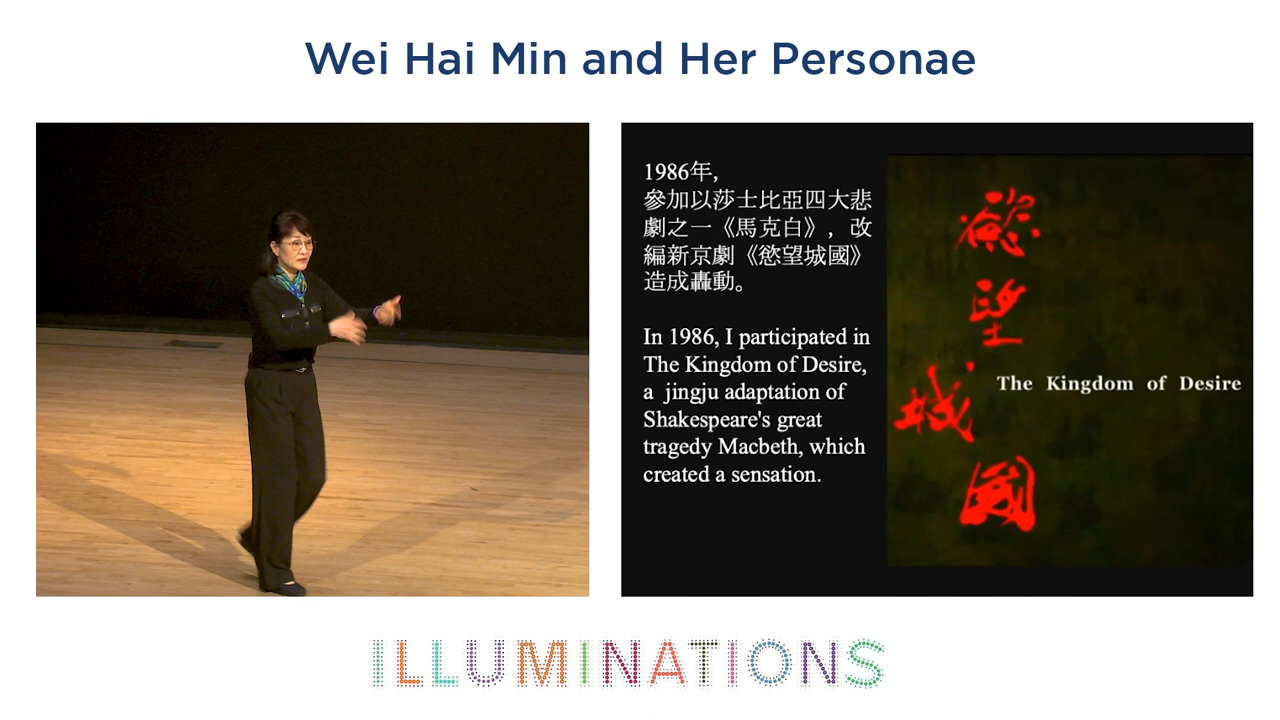 Wei Hai Min and Her Personae
1986年,
參加以莎士比亞四大悲
劇之一《馬克白》，改
編新京劇《慾望城國》
造成轟動。
In 1986, I participated in
The Kingdom of Desire,
a jingju adaptation of
Shakespeare's great
tragedy Macbeth, which
created a sensation.
慾
望
城
國
The Kingdom of Desire
ILLUMINATIONS